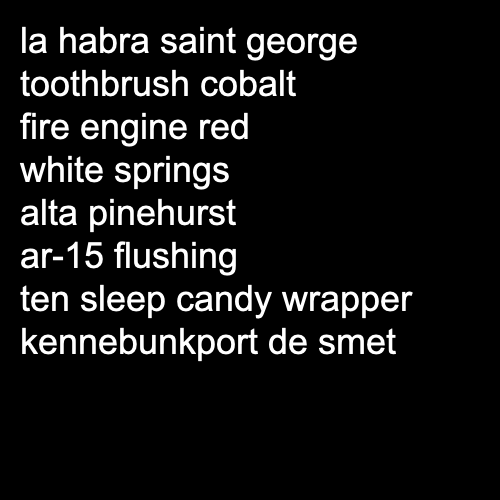 la habra saint george
toothbrush cobalt
fire engine red
white springs
alta pinehurst
ar-15 flushing
ten sleep candy wrapper
kennebunkport de smet